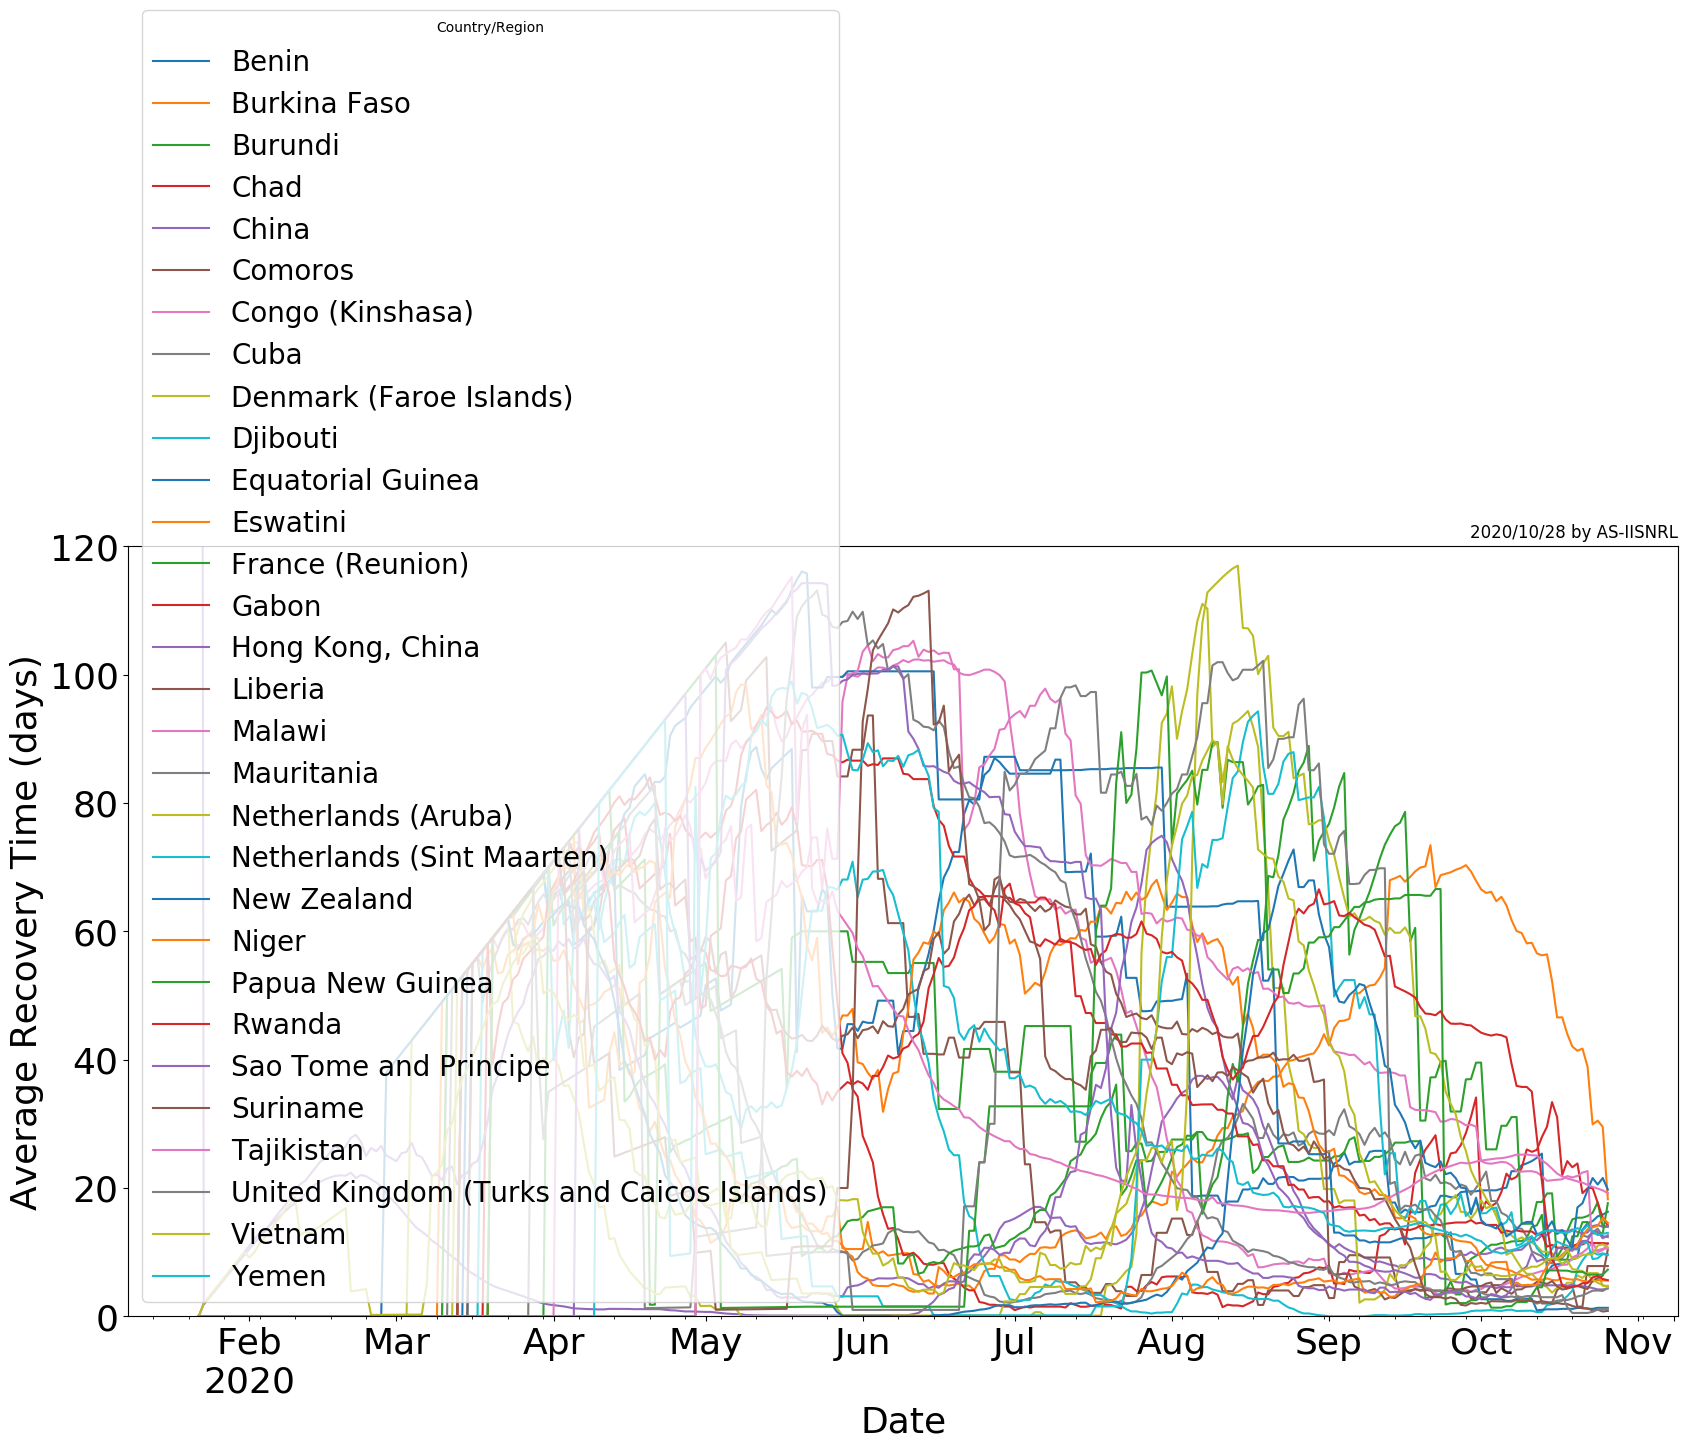 Country/Region
Benin
Burkina Faso
Burundi
Chad
China
Comoros
Congo (Kinshasa)
Cuba
Denmark (Faroe Islands)
Djibouti
Equatorial Guinea
Eswatini
France (Reunion)
Gabon
Hong Kong, China
Liberia
Malawi
Mauritania
Netherlands (Aruba)
Netherlands (Sint Maarten)
New Zealand
Niger
Papua New Guinea
Rwanda
Sao Tome and Principe
Suriname
Tajikistan
United Kingdom (Turks and Caicos Islands)
Vietnam
Yemen
2020/10/28 by AS-IISNRL
Average Recovery Time (days)
120
100
80
60
40
20
0
Feb Mar Apr May Jun Jul Aug Sep Oct Nov
2020
Date